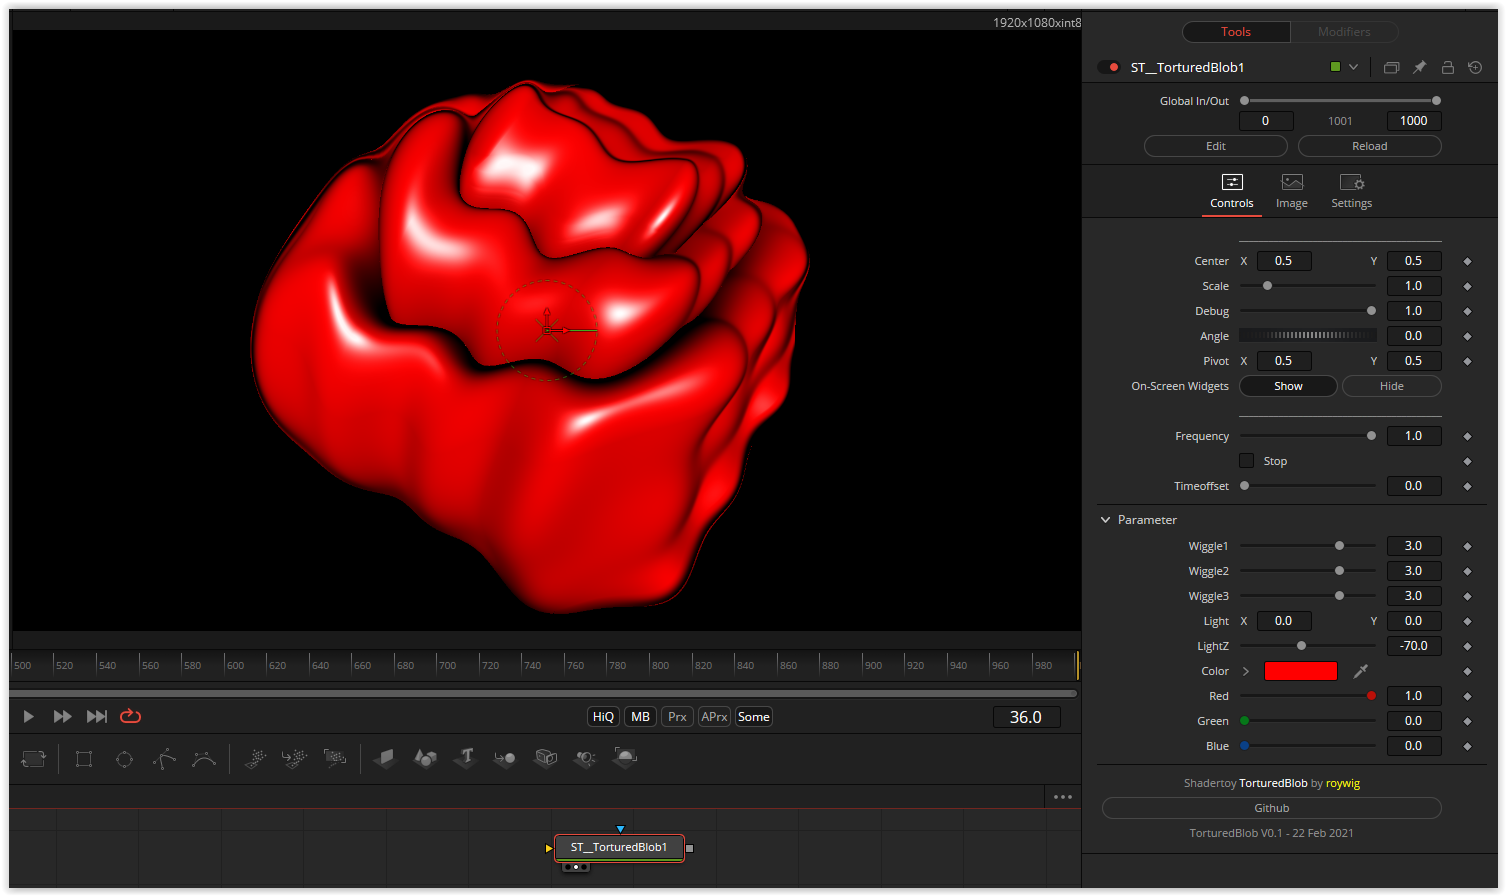 1920x1080xint8
Tools Modifiers
ST__TorturedBlob1
Global In/Out
0 1001 1000
Edit Reload
Controls Image Settings
Center X 0.5 Y 0.5
Scale 1.0
Debug 1.0
Angle 0.0
Pivot X 0.5 Y 0.5
On-Screen Widgets Show Hide
Frequency 1.0
Stop
Timeoffset 0.0
Parameter
Wiggle1 3.0
Wiggle2 3.0
Wiggle3 3.0
Light X 0.0 Y 0.0
LightZ -70.0
Color
Red 1.0
Green 0.0
Blue 0.0
Shadertoy TorturedBlob by roywig
Github
TorturedBlob V0.1 - 22 Feb 2021
500 520 540 560 580 600 620 640 660 680 700 720 740 760 780 800 820 840 860 880 900 920 940 960 980
HiQ MB Prx APrx Some 36.0
T
ST__TorturedBlob1